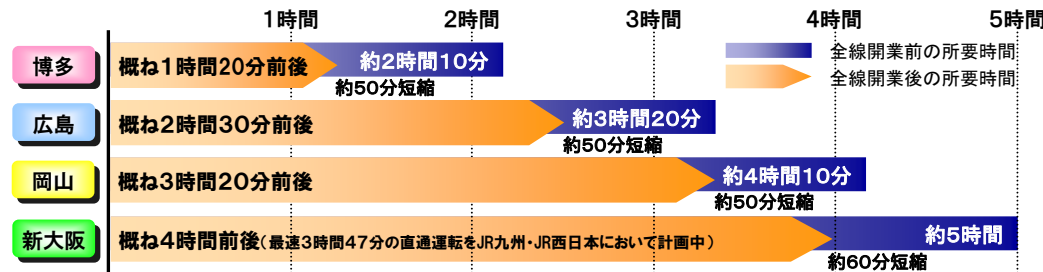 1時間 2時間 3時間 4時間 5時間
全線開業前の所要時間
全線開業後の所要時間
博多 概ね1時間20分前後 約2時間10分
約50分短縮
広島 概ね2時間30分前後 約3時間20分
約50分短縮
岡山 概ね3時間20分前後 約4時間10分
約50分短縮
新大阪 概ね4時間前後(最速3時間47分の直通運転をJR九州・JR西日本において計画中) 約5時間
約60分短縮